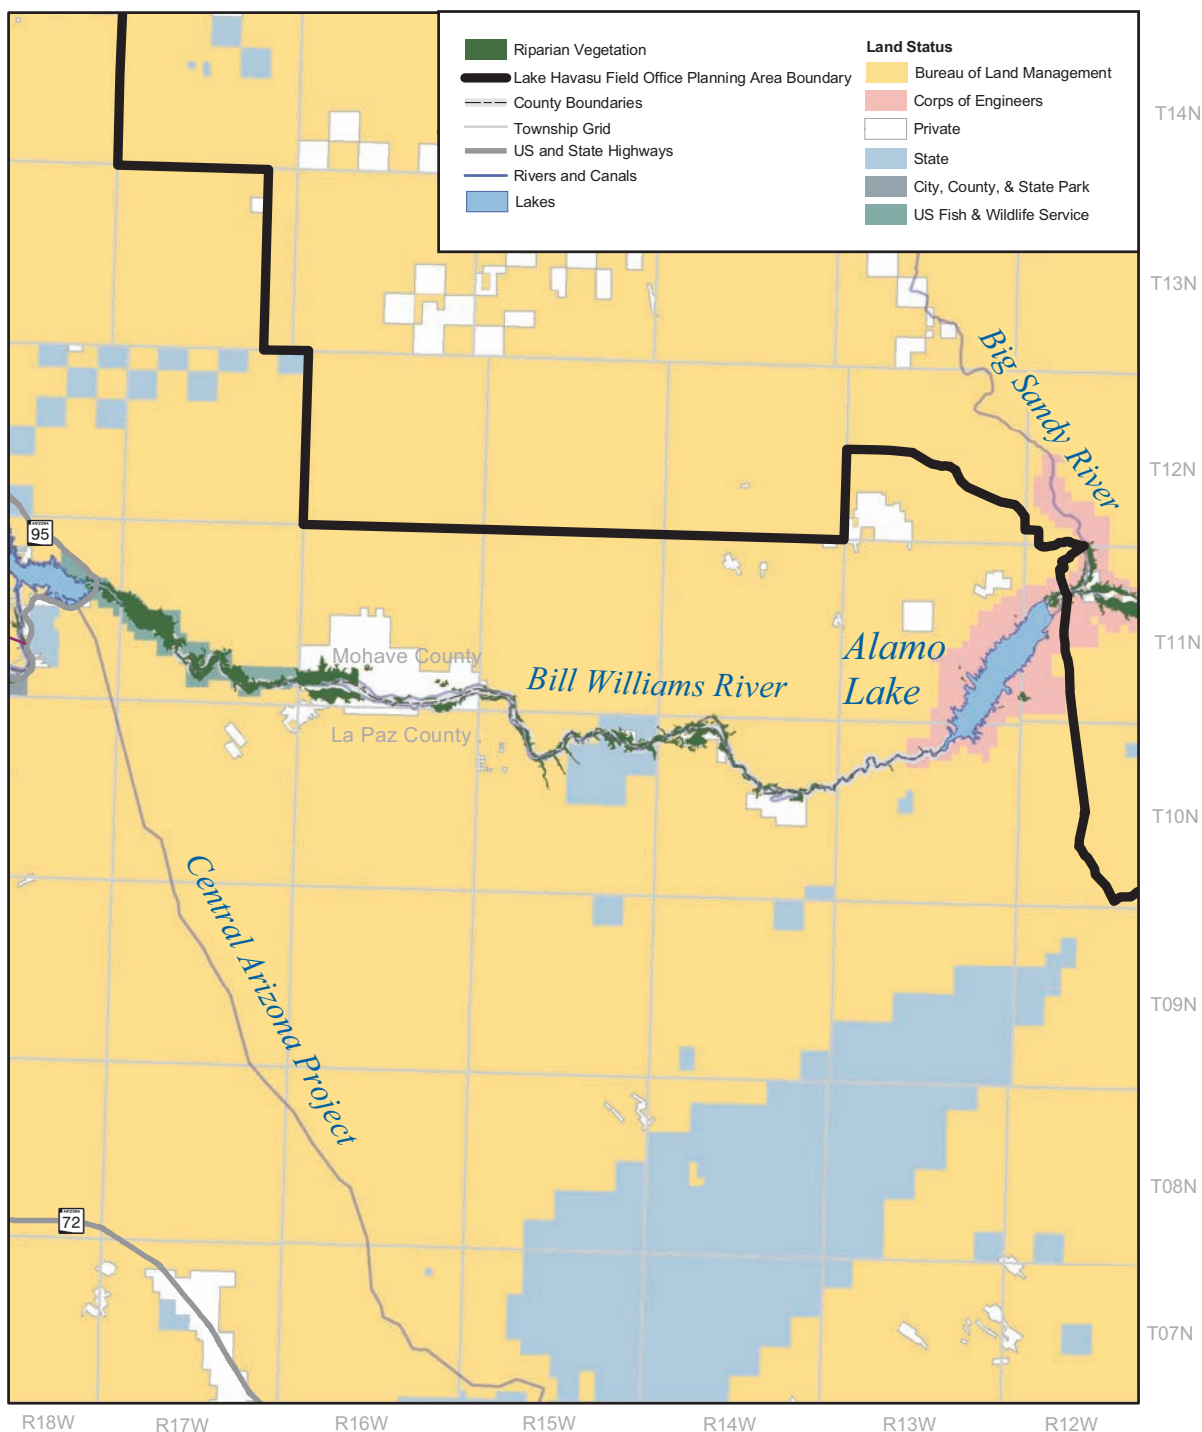 Riparian Vegetation
Lake Havasu Field Office Planning Area Boundary
County Boundaries
Township Grid
US and State Highways
Rivers and Canals
Lakes
Land Status
Bureau of Land Management
Corps of Engineers
Private
State
City, County, & State Park
US Fish & Wildlife Service
T14N
T13N
Big Sandy River
T12N
ARIZONA
95
T11N
Mohave County
Bill Williams River
Alamo
Lake
La Paz County
T10N
Central Arizona Project
T09N
T08N
ARIZONA
72
T07N
R18W
R17W
R16W
R15W
R14W
R13W
R12W